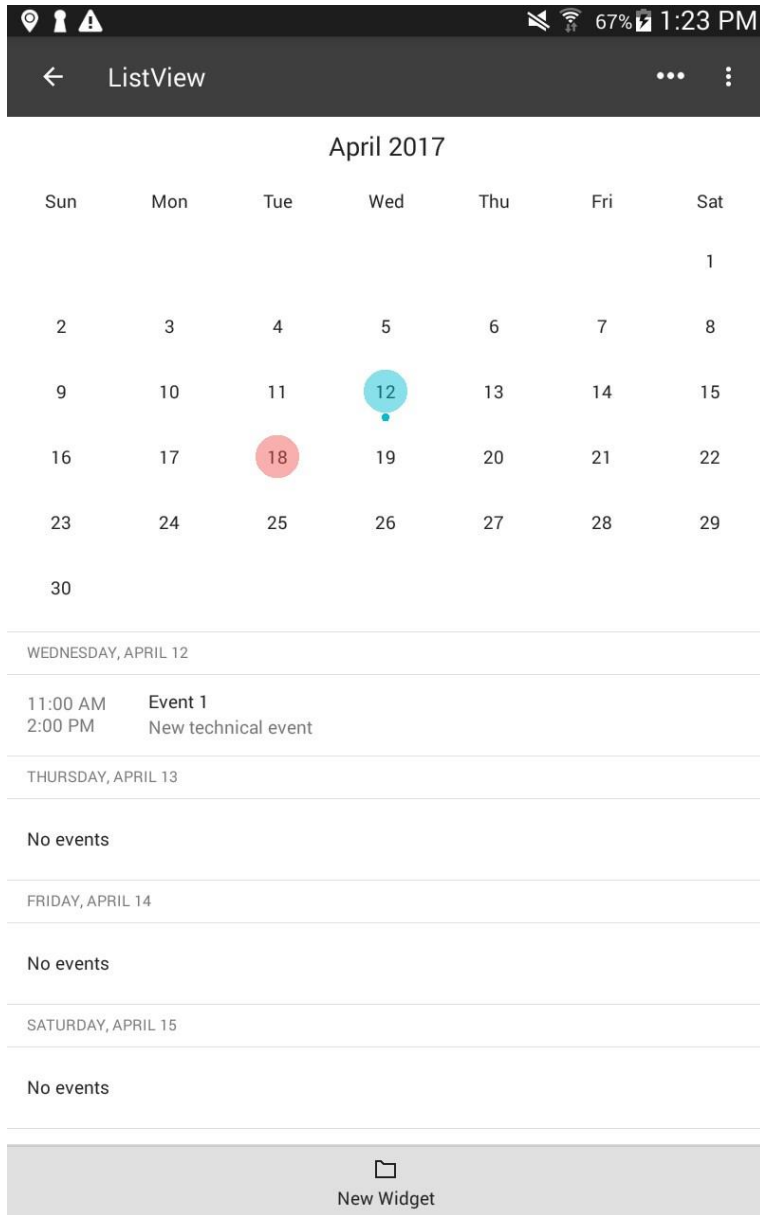 67% 1:23 PM
ListView
April 2017
Sun Mon Tue Wed Thu Fri Sat
1
2 3 4 5 6 7 8
9 10 11 12 13 14 15
16 17 18 19 20 21 22
23 24 25 26 27 28 29
30
WEDNESDAY, APRIL 12
11:00 AM Event 1
2:00 PM New technical event
THURSDAY, APRIL 13
No events
FRIDAY, APRIL 14
No events
SATURDAY, APRIL 15
No events
New Widget